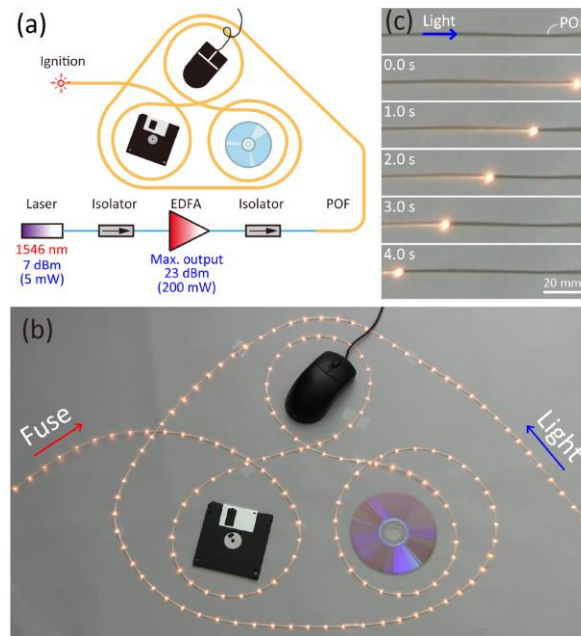 (a)
Ignition
Laser
Isolator
EDFA
Isolator
POF
1546 nm
7 dBm
(5 mW)
Max. output
23 dBm
(200 mW)
(c)
Light
POF
0.0 s
1.0 s
2.0 s
3.0 s
4.0 s
20 mm
(b)
Fuse
Light